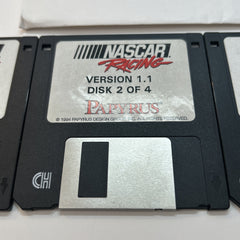 NASCAR
RACING
VERSION 1.1
DISK 2 OF 4
PAPYRUS
© 1994 PAPYRUS DESIGN GROUP, INC. ALL RIGHTS RESERVED.